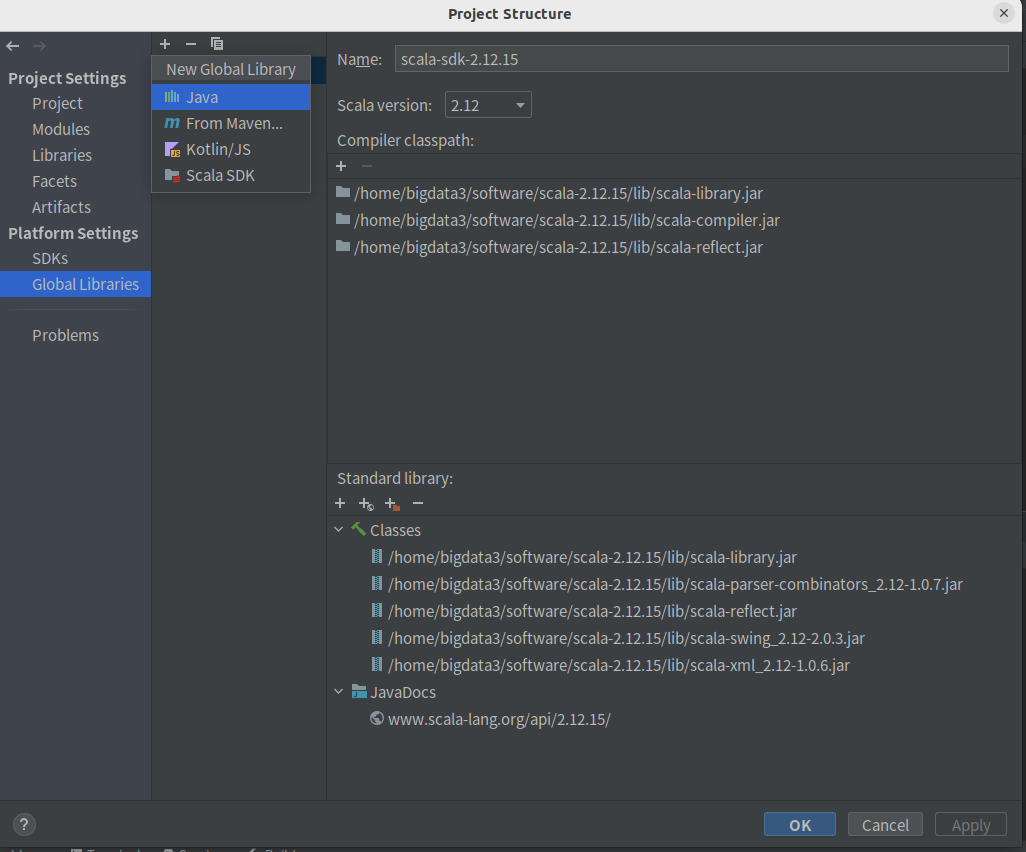 Project Structure
Project Settings
Project
Modules
Libraries
Facets
Artifacts
Platform Settings
SDKs
Global Libraries
Problems
New Global Library
Java
From Maven...
Kotlin/JS
Scala SDK
Name: scala-sdk-2.12.15
Scala version: 2.12
Compiler classpath:
/home/bigdata3/software/scala-2.12.15/lib/scala-library.jar
/home/bigdata3/software/scala-2.12.15/lib/scala-compiler.jar
/home/bigdata3/software/scala-2.12.15/lib/scala-reflect.jar
Standard library:
Classes
/home/bigdata3/software/scala-2.12.15/lib/scala-library.jar
/home/bigdata3/software/scala-2.12.15/lib/scala-parser-combinators_2.12-1.0.7.jar
/home/bigdata3/software/scala-2.12.15/lib/scala-reflect.jar
/home/bigdata3/software/scala-2.12.15/lib/scala-swing_2.12-2.0.3.jar
/home/bigdata3/software/scala-2.12.15/lib/scala-xml_2.12-1.0.6.jar
JavaDocs
www.scala-lang.org/api/2.12.15/
? OK Cancel Apply